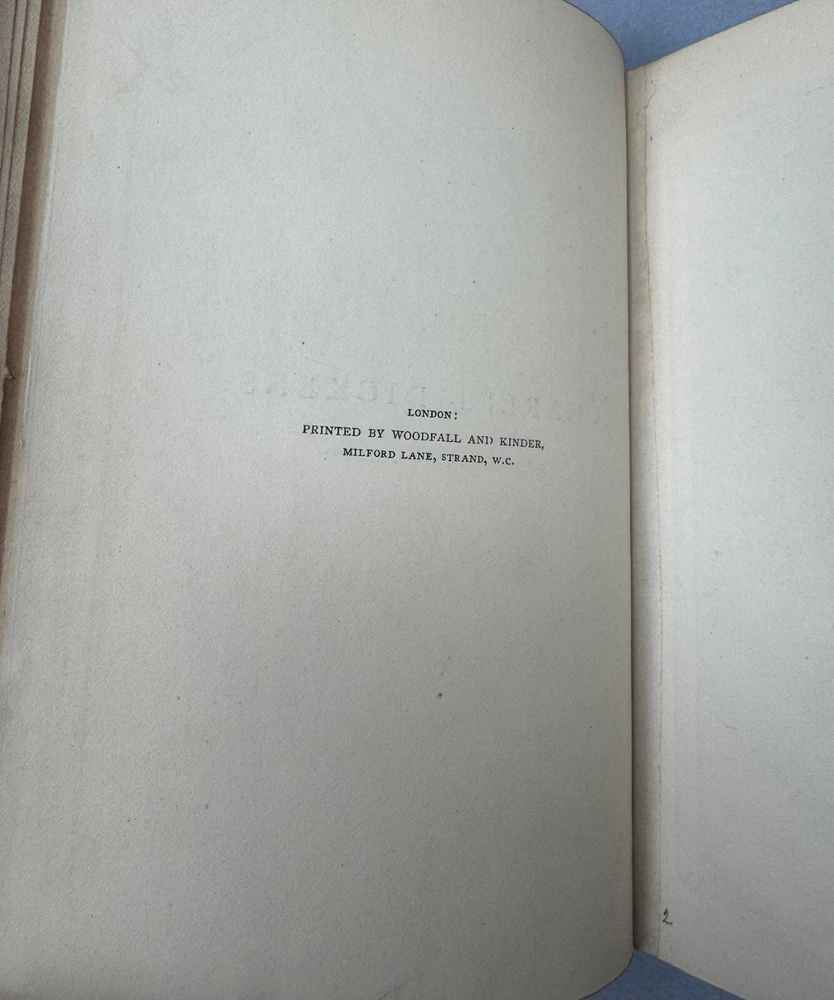 LONDON:
PRINTED BY WOODFALL AND KINDER,
MILFORD LANE, STRAND, W.C.
2